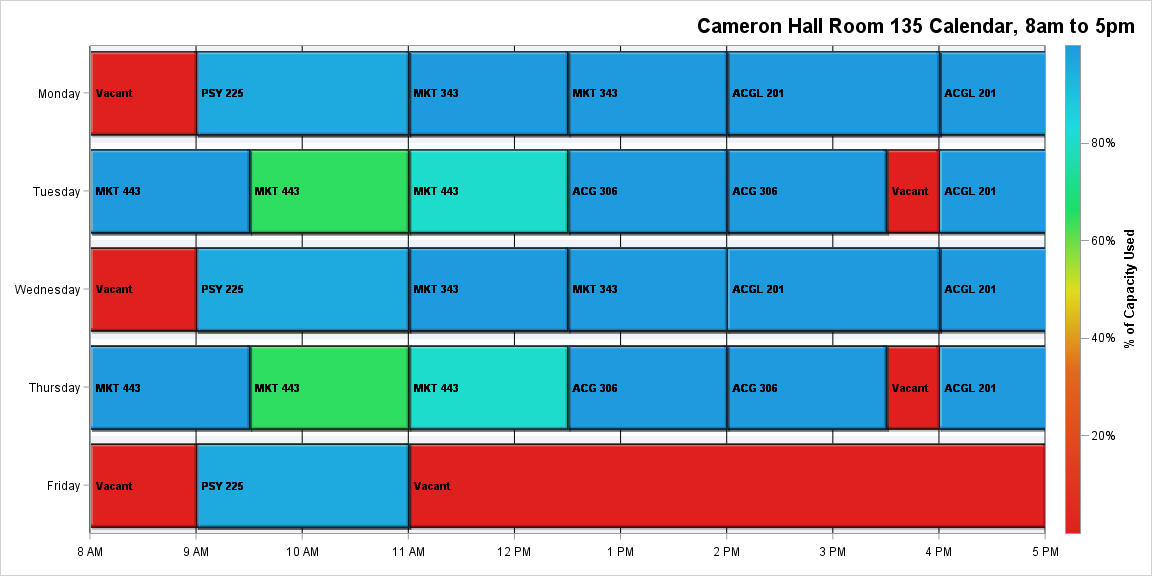 Cameron Hall Room 135 Calendar, 8am to 5pm
Monday
Vacant
PSY 225
MKT 343
MKT 343
ACGL 201
ACGL 201
Tuesday
MKT 443
MKT 443
MKT 443
ACG 306
ACG 306
Vacant
ACGL 201
Wednesday
Vacant
PSY 225
MKT 343
MKT 343
ACGL 201
ACGL 201
Thursday
MKT 443
MKT 443
MKT 443
ACG 306
ACG 306
Vacant
ACGL 201
Friday
Vacant
PSY 225
Vacant
8 AM
9 AM
10 AM
11 AM
12 PM
1 PM
2 PM
3 PM
4 PM
5 PM
80%
60%
40%
20%
% of Capacity Used